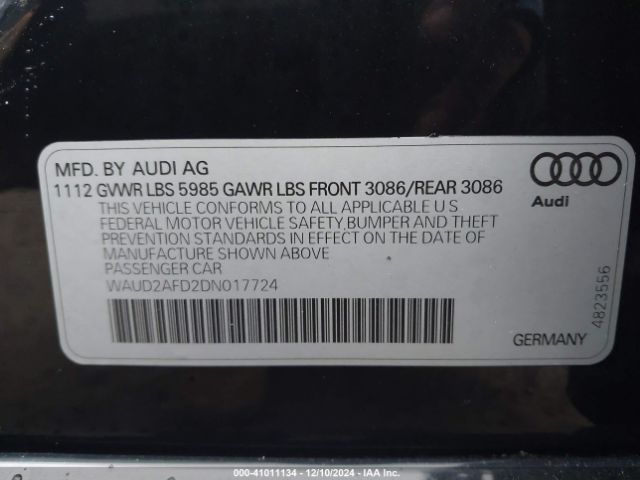 MFD. BY AUDI AG
1112 GVWR LBS 5985 GAWR LBS FRONT 3086/REAR 3086
THIS VEHICLE CONFORMS TO ALL APPLICABLE U S
FEDERAL MOTOR VEHICLE SAFETY,BUMPER AND THEFT
PREVENTION STANDARDS IN EFFECT ON THE DATE OF
MANUFACTURE SHOWN ABOVE
PASSENGER CAR
WAUD2AFD2DN017724
Audi
4823556
GERMANY
000-41011134 - 12/10/2024 - IAA Inc.